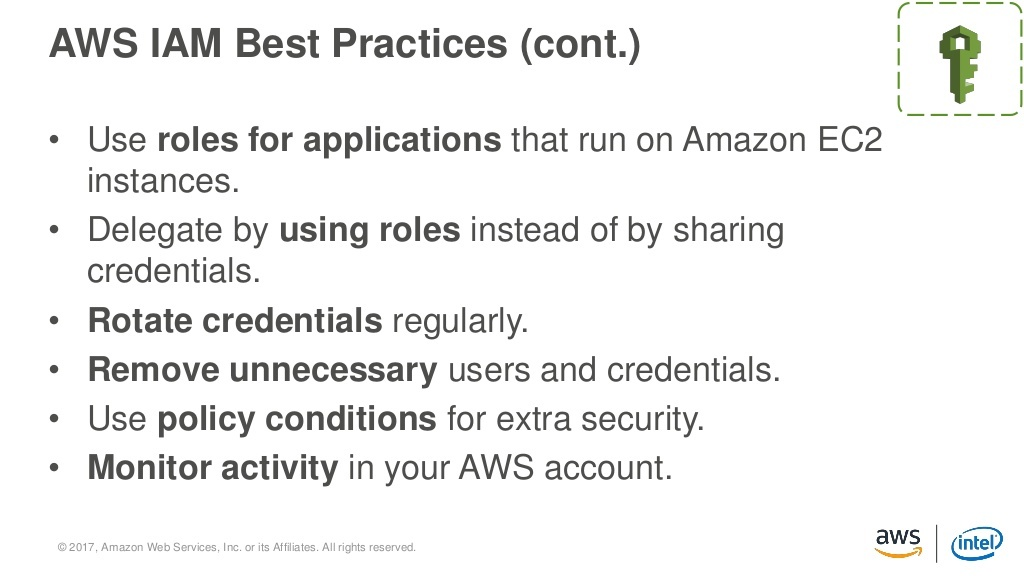 AWS IAM Best Practices (cont.)
• Use roles for applications that run on Amazon EC2
instances.
• Delegate by using roles instead of by sharing
credentials.
• Rotate credentials regularly.
• Remove unnecessary users and credentials.
• Use policy conditions for extra security.
• Monitor activity in your AWS account.
© 2017, Amazon Web Services, Inc. or its Affiliates. All rights reserved.
aws
intel